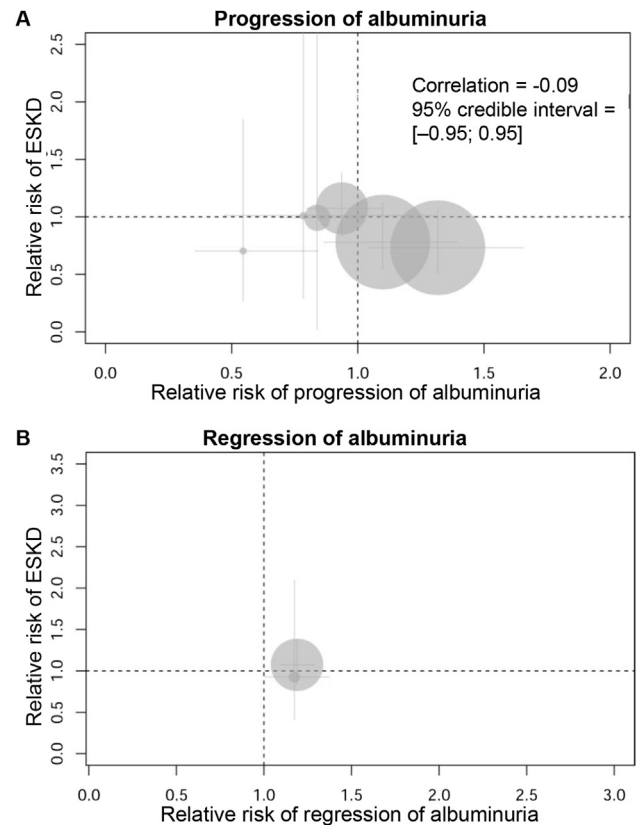 A
Progression of albuminuria
Relative risk of ESKD
2.5
2.0
1.5
1.0
0.5
0.0
Correlation = -0.09
95% credible interval =
[–0.95; 0.95]
0.0 0.5 1.0 1.5 2.0
Relative risk of progression of albuminuria
B
Regression of albuminuria
Relative risk of ESKD
3.5
3.0
2.5
2.0
1.5
1.0
0.5
0.0
0.0 0.5 1.0 1.5 2.0 2.5 3.0
Relative risk of regression of albuminuria